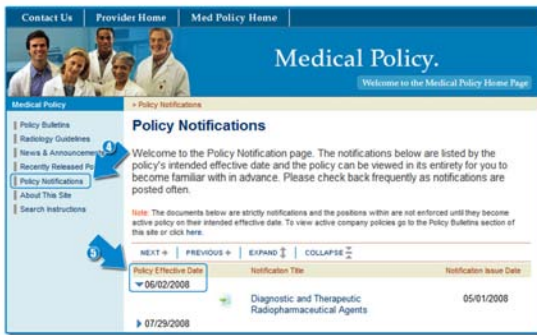 Contact Us Provider Home Med Policy Home
Medical Policy.
Welcome to the Medical Policy Home Page
Medical Policy
Policy Bulletins
Radiology Guidelines
News & Announcements
Recently Released Po
Policy Notifications
About This Site
Search Instructions
4
5
» Policy Notifications
Policy Notifications
Welcome to the Policy Notification page. The notifications below are listed by the
policy's intended effective date and the policy can be viewed in its entirety for you to
become familiar with in advance. Please check back frequently as notifications are
posted often.
Note: The documents below are strictly notifications and the positions within are not enforced until they become
active policy on their intended effective date. To view active company policies go to the Policy Bulletins section of
this site or click here.
NEXT PREVIOUS EXPAND COLLAPSE
Policy Effective Date Notification Title Notification Issue Date
06/02/2008
Diagnostic and Therapeutic 05/01/2008
Radiopharmaceutical Agents
07/29/2008